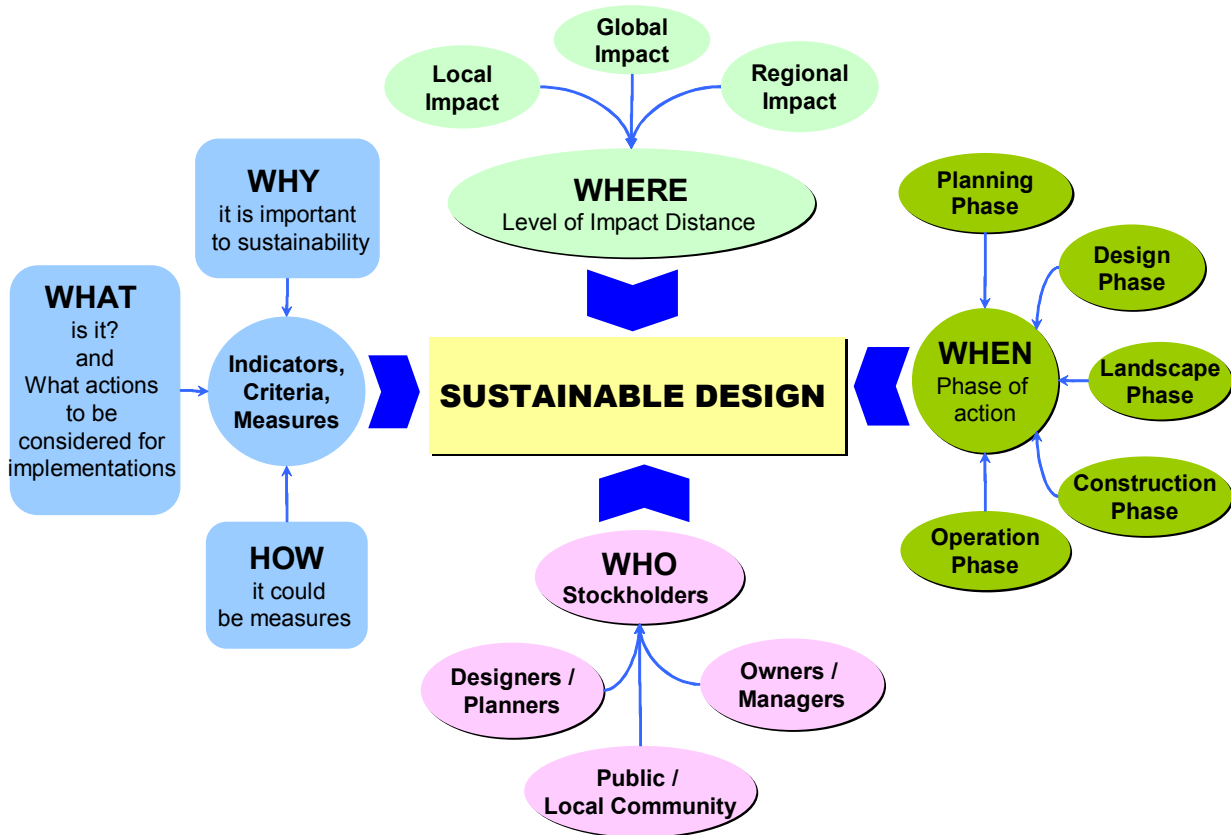 Global
Impact
Local
Impact
Regional
Impact
WHERE
Level of Impact Distance
WHY
it is important
to sustainability
WHAT
is it?
and
What actions
to be
considered for
implementations
HOW
it could
be measures
Indicators,
Criteria,
Measures
SUSTAINABLE DESIGN
WHEN
Phase of
action
Planning
Phase
Design
Phase
Landscape
Phase
Construction
Phase
Operation
Phase
WHO
Stockholders
Designers /
Planners
Owners /
Managers
Public /
Local Community